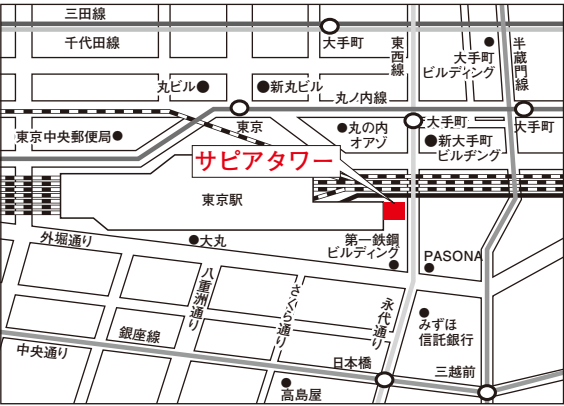 三田線
千代田線
大手町
東西線
大手町
ビルディング
半蔵門線
丸ビル
新丸ビル
丸ノ内線
東京中央郵便局
東京
丸の内
オアゾ
大手町
新大手町
ビルヂング
大手町
サピアタワー
東京駅
外堀通り
大丸
第一鉄鋼
ビルディング
PASONA
八重洲通り
さくら通り
永代通り
みずほ
信託銀行
銀座線
中央通り
日本橋
三越前
高島屋